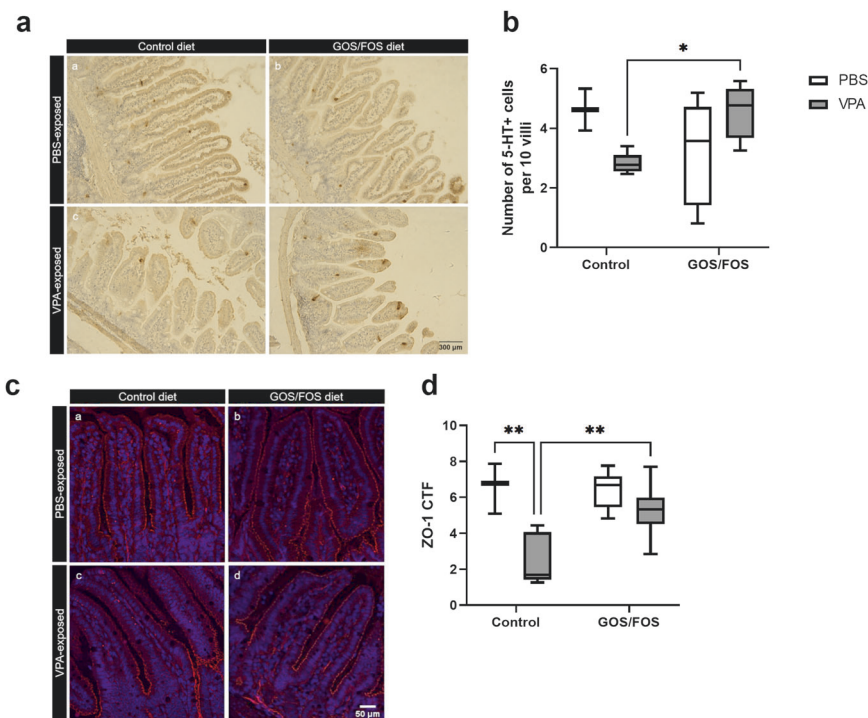 a
Control diet
GOS/FOS diet
PBS-exposed
VPA-exposed
a
b
c
300 µm
b
Number of 5-HT+ cells
per 10 villi
6
4
2
0
*
Control
GOS/FOS
PBS
VPA
c
Control diet
GOS/FOS diet
PBS-exposed
VPA-exposed
a
b
c
d
50 µm
d
ZO-1 CTF
10
8
6
4
2
0
**
**
Control
GOS/FOS